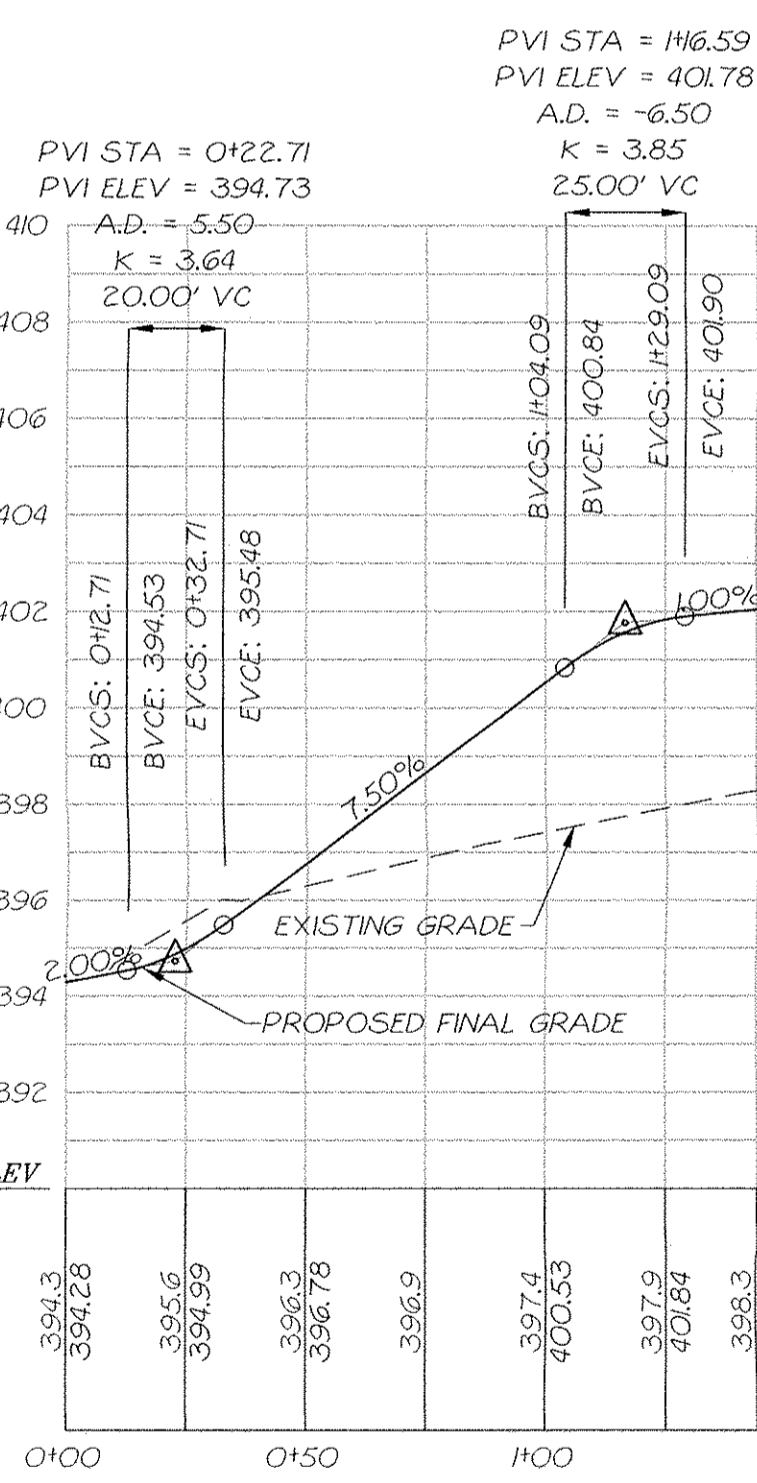 PVI STA = 1+16.59
PVI ELEV = 401.78
A.D. = -6.50
K = 3.85
25.00' VC
PVI STA = 0+22.71
PVI ELEV = 394.73
A.D. = 5.50
K = 3.64
20.00' VC
410
408
406
404
402
400
398
396
394
392
BVCS: 0+12.71
BVCE: 394.53
EVCS: 0+32.71
EVCE: 395.48
BVCS: 1+04.09
BVCE: 400.84
EVCS: 1+29.09
EVCE: 401.90
2.00%
7.50%
1.00%
EXISTING GRADE
PROPOSED FINAL GRADE
394.3
394.28
395.6
394.99
396.3
396.78
396.9
397.4
400.53
397.9
401.84
398.3
0+00
0+50
1+00